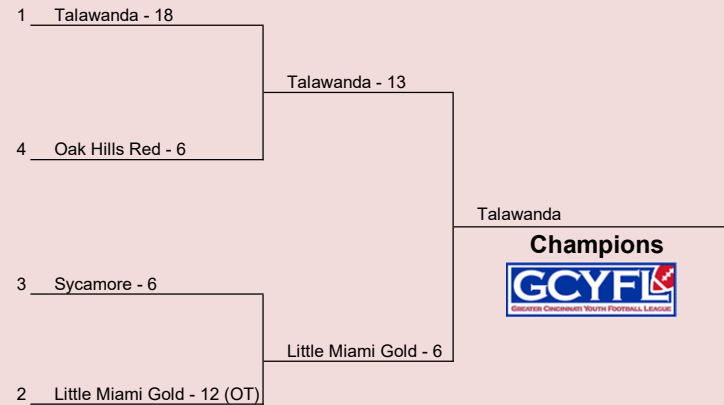 1 Talawanda - 18
Talawanda - 13
4 Oak Hills Red - 6
Talawanda
Champions
GCYFL
GREATER CINCINNATI YOUTH FOOTBALL LEAGUE
3 Sycamore - 6
Little Miami Gold - 6
2 Little Miami Gold - 12 (OT)